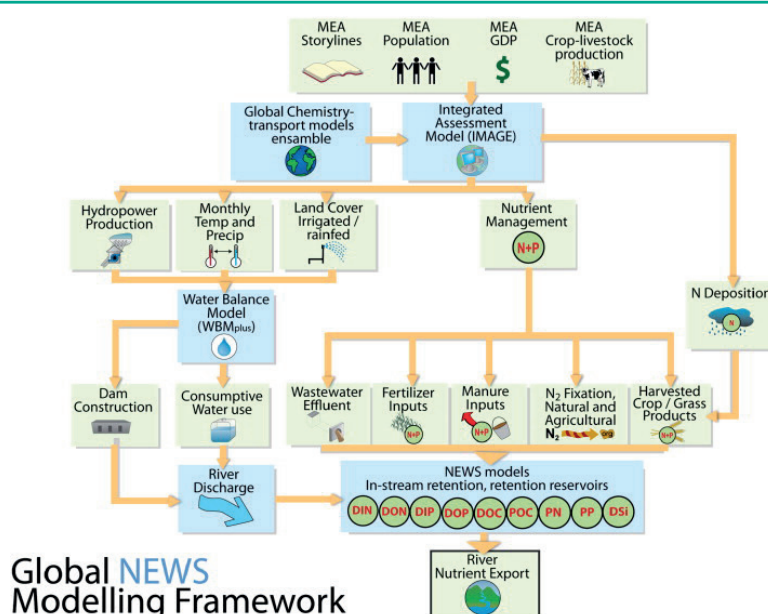 MEA
Storylines
MEA
Population
MEA
GDP
$
MEA
Crop-livestock
production
Global Chemistry-
transport models
ensamble
Integrated
Assessment
Model (IMAGE)
Hydropower
Production
Monthly
Temp and
Precip
Land Cover
Irrigated /
rainfed
Nutrient
Management
N+P
N Deposition
N
Water Balance
Model
(WBMplus)
Dam
Construction
Consumptive
Water use
Wastewater
Effluent
Fertilizer
Inputs
N+P
Manure
Inputs
N+P
N2 Fixation,
Natural and
Agricultural
N2
Harvested
Crop / Grass
Products
N+P
River
Discharge
NEWS models
In-stream retention, retention reservoirs
DIN DON DIP DOP DOC POC PN PP DSi
River
Nutrient Export
Global NEWS
Modelling Framework